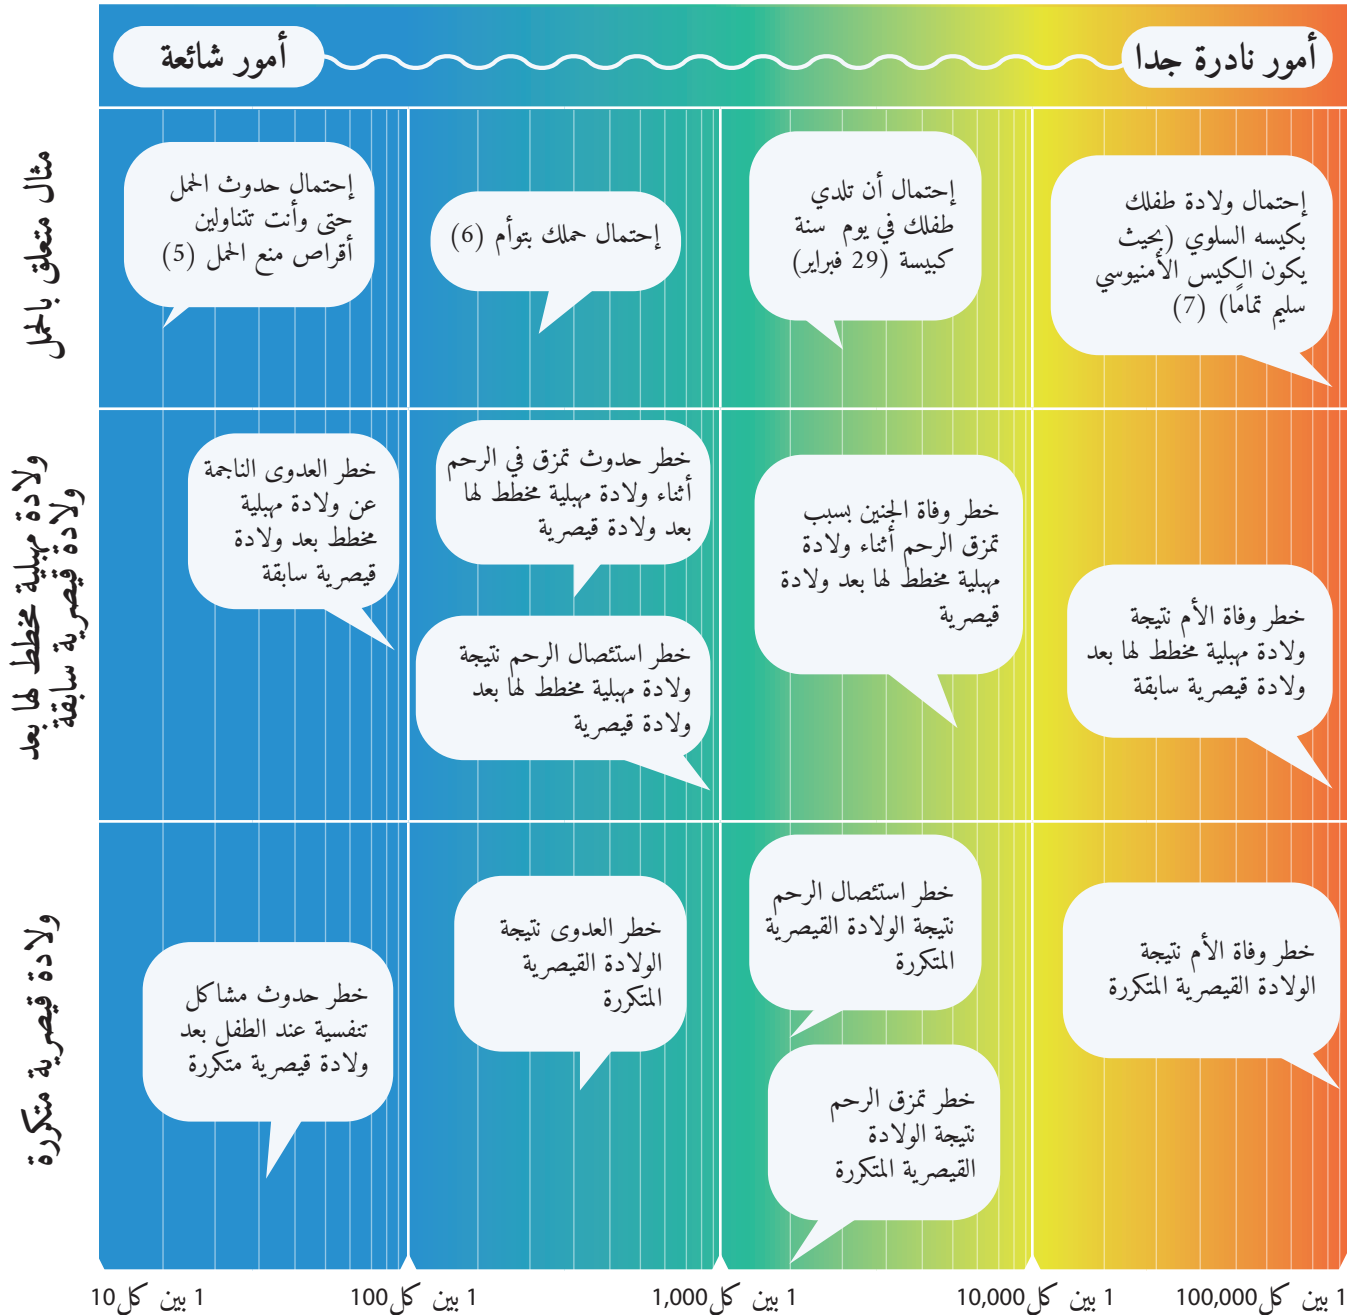 أمور نادرة جدا
أمور شائعة
مثال متعلق بالحمل
إحتمال حدوث الحمل
حتى وأنت تتناولين
أقراص منع الحمل (5)
إحتمال حملك بتوأم (6)
إحتمال أن تلدي
طفلك في يوم سنة
كبيسة (29 فبراير)
إحتمال ولادة طفلك
بكيسه السلوي (بحيث
يكون الكيس الأمنيوسي
سليم تمامًا) (7)
ولادة مهبلية مخطط لها بعد
ولادة قيصرية سابقة
خطر العدوى الناجمة
عن ولادة مهبلية
مخطط بعد ولادة
قيصرية سابقة
خطر حدوث تمزق في الرحم
أثناء ولادة مهبلية مخطط لها
بعد ولادة قيصرية
خطر استئصال الرحم نتيجة
ولادة مهبلية مخطط لها بعد
ولادة قيصرية
خطر وفاة الجنين بسبب
تمزق الرحم أثناء ولادة
مهبلية مخطط لها بعد ولادة
قيصرية
خطر وفاة الأم نتيجة
ولادة مهبلية مخطط لها بعد
ولادة قيصرية سابقة
ولادة قيصرية متكررة
خطر حدوث مشاكل
تنفسية عند الطفل بعد
ولادة قيصرية متكررة
خطر العدوى نتيجة
الولادة القيصرية
المتكررة
خطر استئصال الرحم
نتيجة الولادة القيصرية
المتكررة
خطر تمزق الرحم
نتيجة الولادة
القيصرية المتكررة
خطر وفاة الأم نتيجة
الولادة القيصرية المتكررة
1 بين كل 10
1 بين كل 100
1 بين كل 1,000
1 بين كل 10,000
1 بين كل 100,000